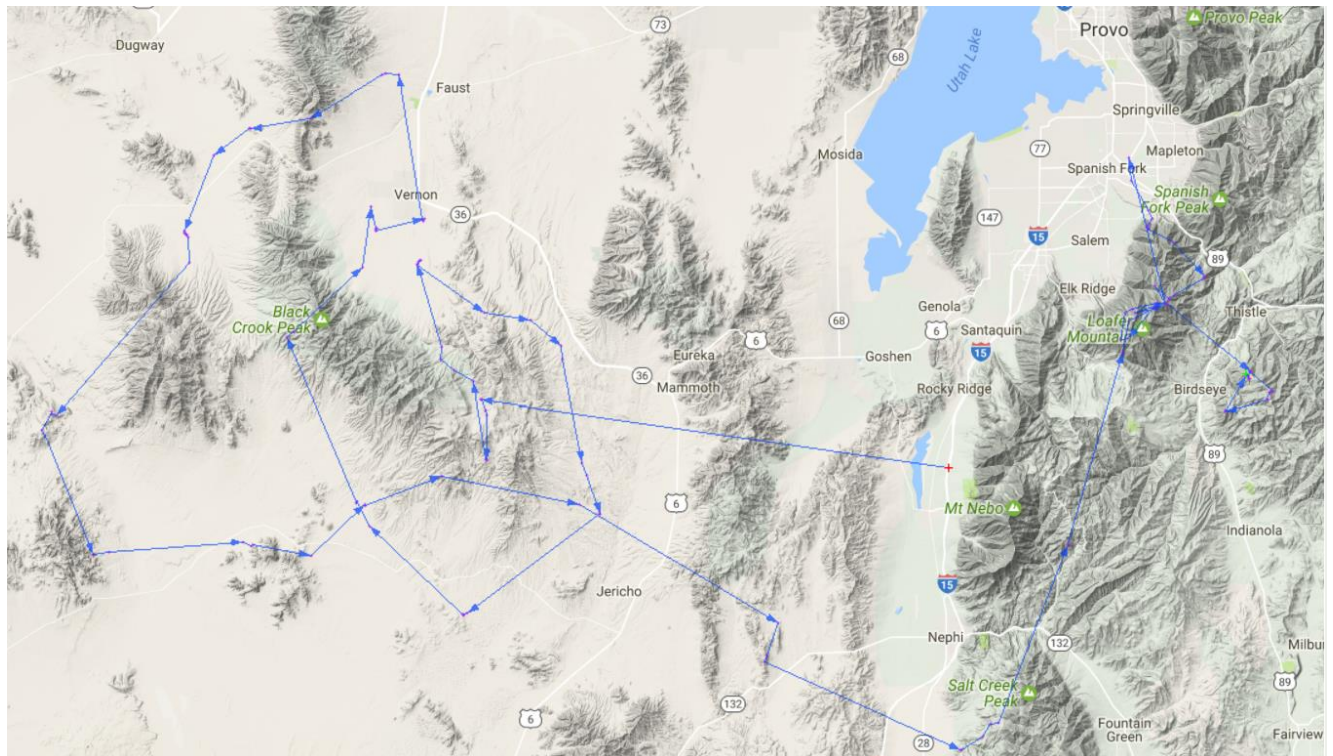 Dugway
73
Provo Peak
Provo
68
Utah Lake
Faust
Springville
Mosida
77
Mapleton
Spanish Fork
Vernon
36
Spanish
Fork Peak
147
15
Salem
89
Elk Ridge
Black
Crook Peak
Genola
68
6
Santaquin
Loafer
Mountain
Thistle
6
Eureka
Goshen
15
36
Mammoth
Rocky Ridge
Birdseye
89
6
Mt Nebo
Indianola
Jericho
15
Nephi
132
Salt Creek
Peak
Milbur
89
132
6
28
Fountain
Green
Fairview